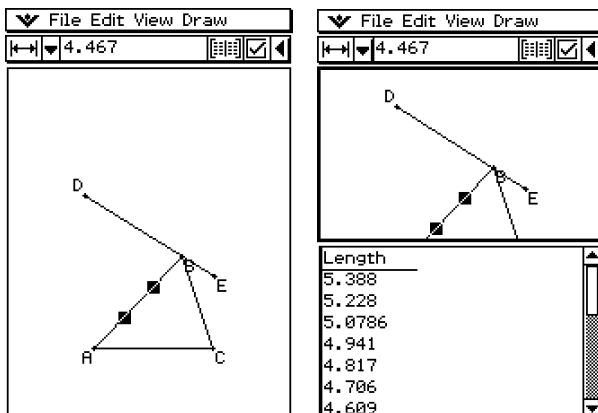 File Edit View Draw
4.467
D
B
E
A
C
File Edit View Draw
4.467
D
B
E
Length
5.388
5.228
5.0786
4.941
4.817
4.706
4.609